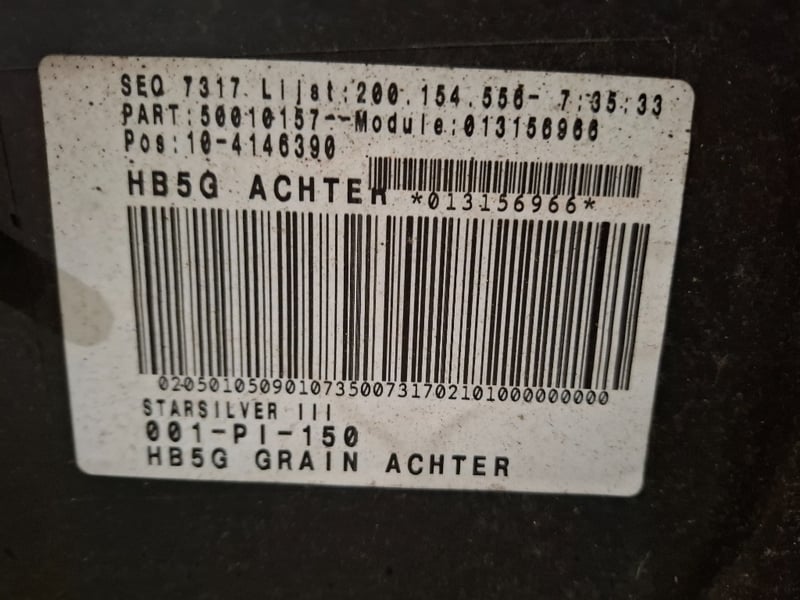 SEQ 7317 Lijst:200.154.556- 7:35:33
PART:50010157--Module:013156966
Pos:10-4146390
HB5G ACHTER *013156966*
020501050901073500731702101000000000
STARSILVER III
001-PI-150
HB5G GRAIN ACHTER